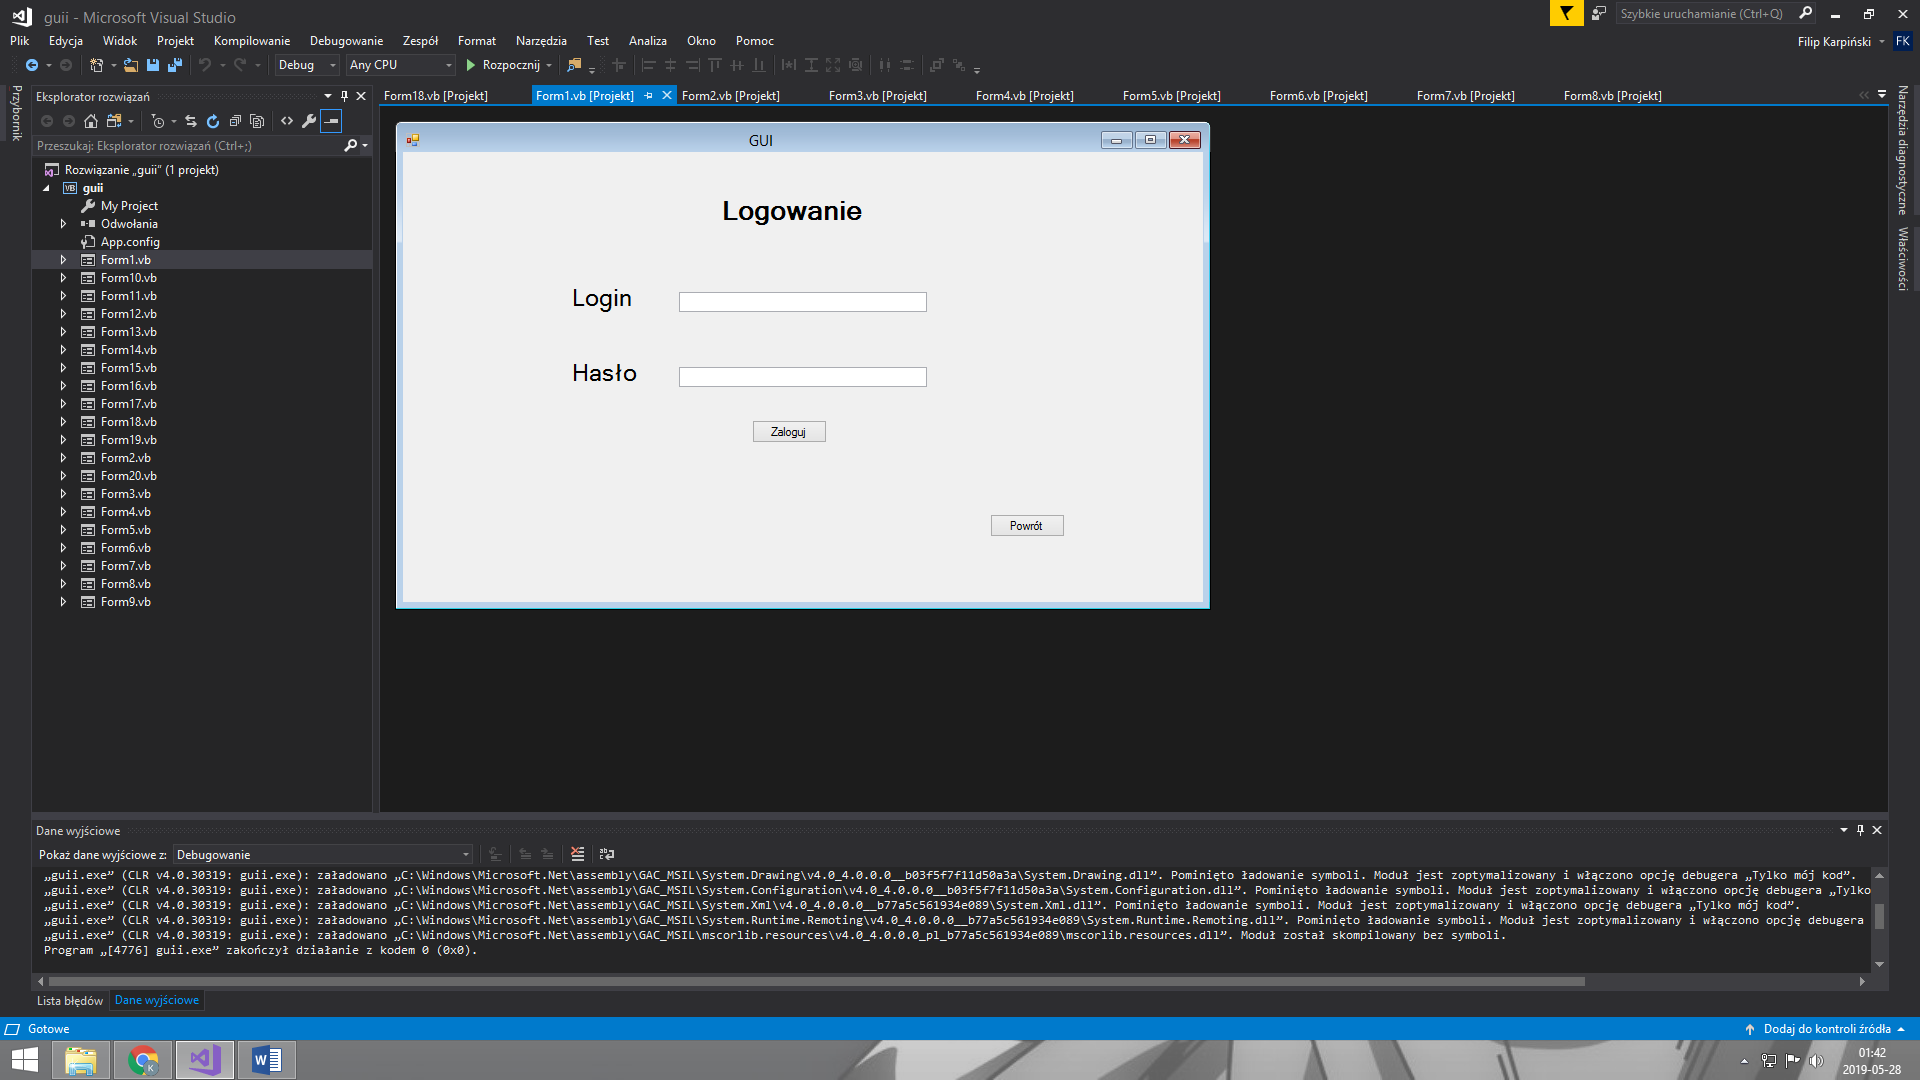 guii - Microsoft Visual Studio
Szybkie uruchamianie (Ctrl+Q)
Plik Edycja Widok Projekt Kompilowanie Debugowanie Zespół Format Narzędzia Test Analiza Okno Pomoc
Filip Karpiński FK
Debug Any CPU Rozpocznij
Przybornik
Eksplorator rozwiązań
Przeszukaj: Eksplorator rozwiązań (Ctrl+;)
Rozwiązanie „guii” (1 projekt)
VB guii
My Project
Odwołania
App.config
Form1.vb
Form10.vb
Form11.vb
Form12.vb
Form13.vb
Form14.vb
Form15.vb
Form16.vb
Form17.vb
Form18.vb
Form19.vb
Form2.vb
Form20.vb
Form3.vb
Form4.vb
Form5.vb
Form6.vb
Form7.vb
Form8.vb
Form9.vb
Form18.vb [Projekt] Form1.vb [Projekt] Form2.vb [Projekt] Form3.vb [Projekt] Form4.vb [Projekt] Form5.vb [Projekt] Form6.vb [Projekt] Form7.vb [Projekt] Form8.vb [Projekt]
GUI
Logowanie
Login
Hasło
Zaloguj
Powrót
Narzędzia diagnostyczne
Właściwości
Dane wyjściowe
Pokaż dane wyjściowe z: Debugowanie
„guii.exe” (CLR v4.0.30319: guii.exe): załadowano „C:\Windows\Microsoft.Net\assembly\GAC_MSIL\System.Drawing\v4.0_4.0.0.0__b03f5f7f11d50a3a\System.Drawing.dll”. Pominięto ładowanie symboli. Moduł jest zoptymalizowany i włączono opcję debugera „Tylko mój kod”.
„guii.exe” (CLR v4.0.30319: guii.exe): załadowano „C:\Windows\Microsoft.Net\assembly\GAC_MSIL\System.Configuration\v4.0_4.0.0.0__b03f5f7f11d50a3a\System.Configuration.dll”. Pominięto ładowanie symboli. Moduł jest zoptymalizowany i włączono opcję debugera „Tylko
„guii.exe” (CLR v4.0.30319: guii.exe): załadowano „C:\Windows\Microsoft.Net\assembly\GAC_MSIL\System.Xml\v4.0_4.0.0.0__b77a5c561934e089\System.Xml.dll”. Pominięto ładowanie symboli. Moduł jest zoptymalizowany i włączono opcję debugera „Tylko mój kod”.
„guii.exe” (CLR v4.0.30319: guii.exe): załadowano „C:\Windows\Microsoft.Net\assembly\GAC_MSIL\System.Runtime.Remoting\v4.0_4.0.0.0__b77a5c561934e089\System.Runtime.Remoting.dll”. Pominięto ładowanie symboli. Moduł jest zoptymalizowany i włączono opcję debugera
„guii.exe” (CLR v4.0.30319: guii.exe): załadowano „C:\Windows\Microsoft.Net\assembly\GAC_MSIL\mscorlib.resources\v4.0_4.0.0.0_pl_b77a5c561934e089\mscorlib.resources.dll”. Moduł został skompilowany bez symboli.
Program „[4776] guii.exe” zakończył działanie z kodem 0 (0x0).
Lista błędów Dane wyjściowe
Gotowe
Dodaj do kontroli źródła
01:42
2019-05-28